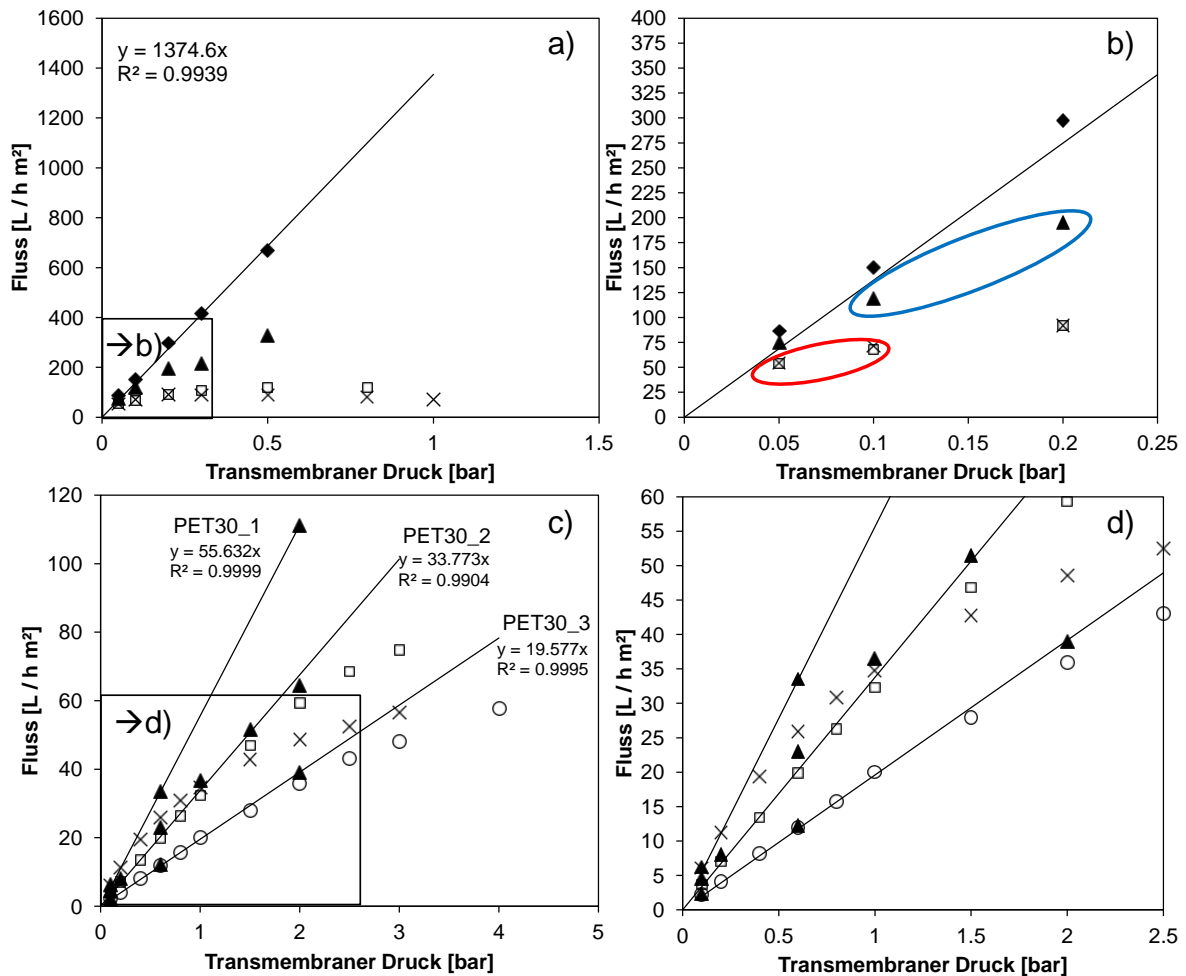 a)
y = 1374.6x
R² = 0.9939
→b)
1600
1400
1200
1000
800
600
400
200
0
0
0.5
1
1.5
Fluss [L / h m²]
Transmembraner Druck [bar]
b)
400
375
350
325
300
275
250
225
200
175
150
125
100
75
50
25
0
0
0.05
0.1
0.15
0.2
0.25
Fluss [L / h m²]
Transmembraner Druck [bar]
c)
PET30_1
y = 55.632x
R² = 0.9999
PET30_2
y = 33.773x
R² = 0.9904
PET30_3
y = 19.577x
R² = 0.9995
→d)
120
100
80
60
40
20
0
0
1
2
3
4
5
Fluss [L / h m²]
Transmembraner Druck [bar]
d)
60
55
50
45
40
35
30
25
20
15
10
5
0
0
0.5
1
1.5
2
2.5
Fluss [L / h m²]
Transmembraner Druck [bar]